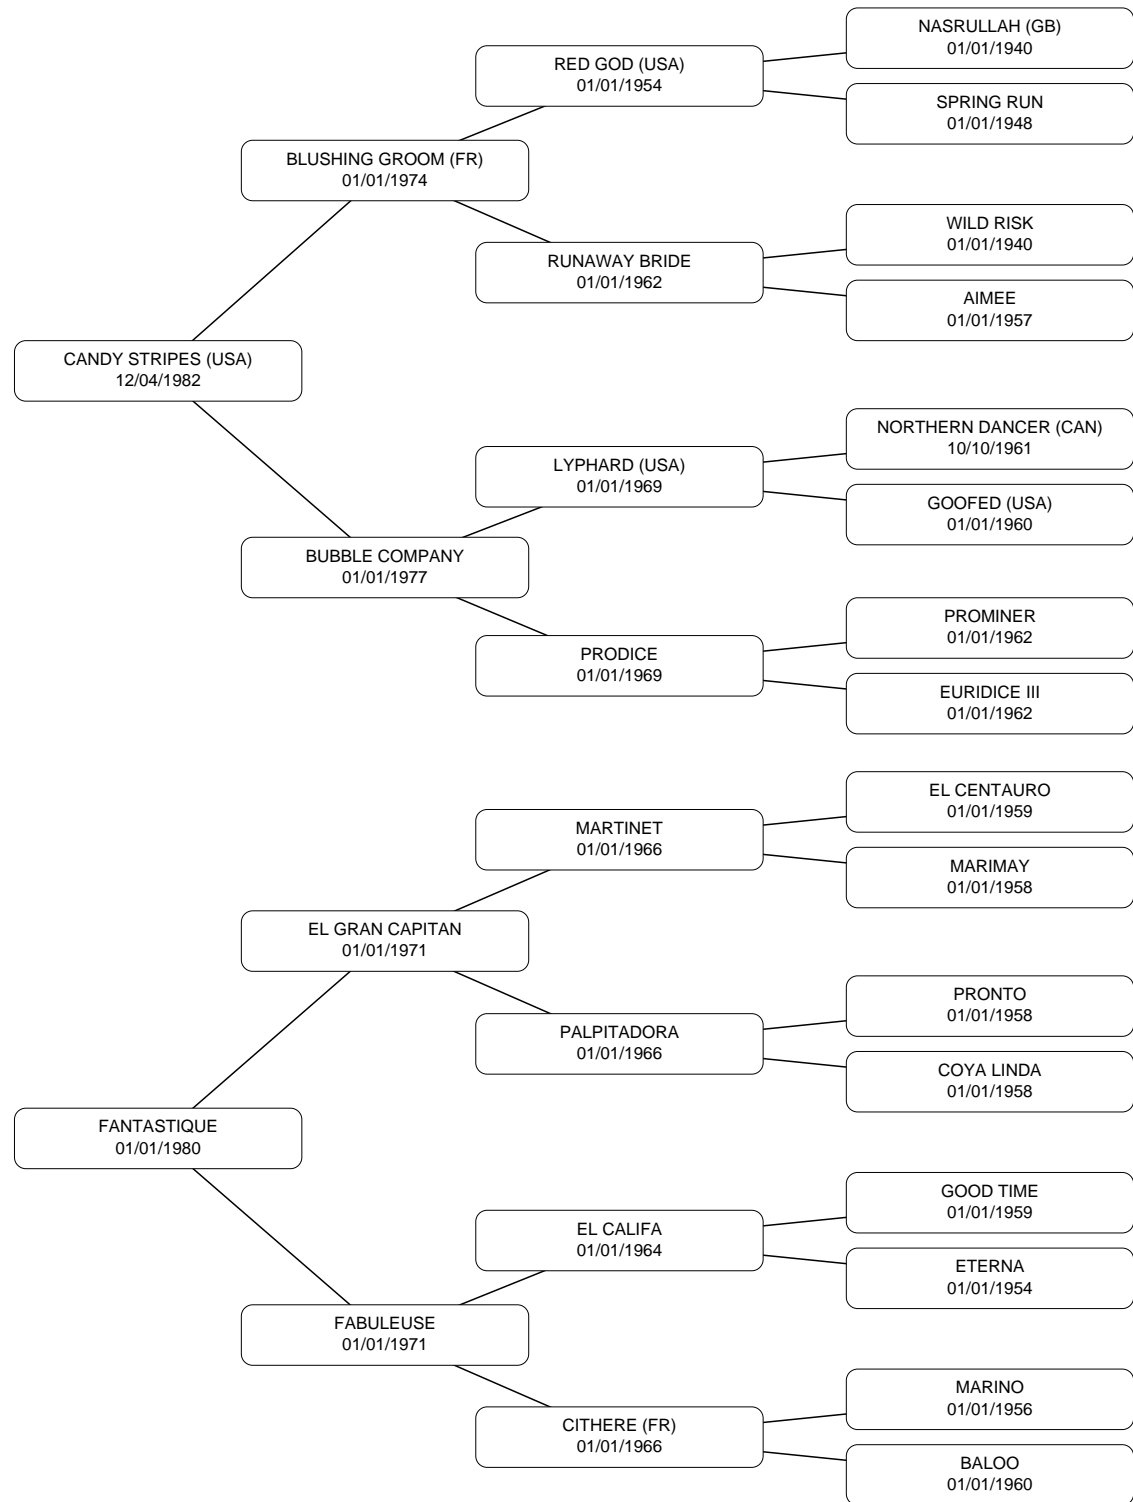 NASRULLAH (GB)
01/01/1940
RED GOD (USA)
01/01/1954
SPRING RUN
01/01/1948
BLUSHING GROOM (FR)
01/01/1974
WILD RISK
01/01/1940
RUNAWAY BRIDE
01/01/1962
AIMEE
01/01/1957
CANDY STRIPES (USA)
12/04/1982
NORTHERN DANCER (CAN)
10/10/1961
LYPHARD (USA)
01/01/1969
GOOFED (USA)
01/01/1960
BUBBLE COMPANY
01/01/1977
PROMINER
01/01/1962
PRODICE
01/01/1969
EURIDICE III
01/01/1962
EL CENTAURO
01/01/1959
MARTINET
01/01/1966
MARIMAY
01/01/1958
EL GRAN CAPITAN
01/01/1971
PRONTO
01/01/1958
PALPITADORA
01/01/1966
COYA LINDA
01/01/1958
FANTASTIQUE
01/01/1980
GOOD TIME
01/01/1959
EL CALIFA
01/01/1964
ETERNA
01/01/1954
FABULEUSE
01/01/1971
MARINO
01/01/1956
CITHERE (FR)
01/01/1966
BALOO
01/01/1960